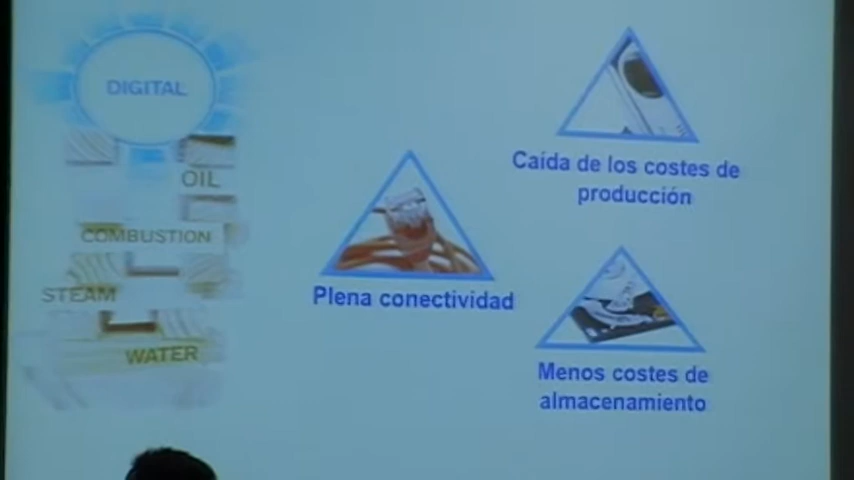 DIGITAL
OIL
COMBUSTION
STEAM
WATER
Plena conectividad
Caída de los costes de
producción
Menos costes de
almacenamiento